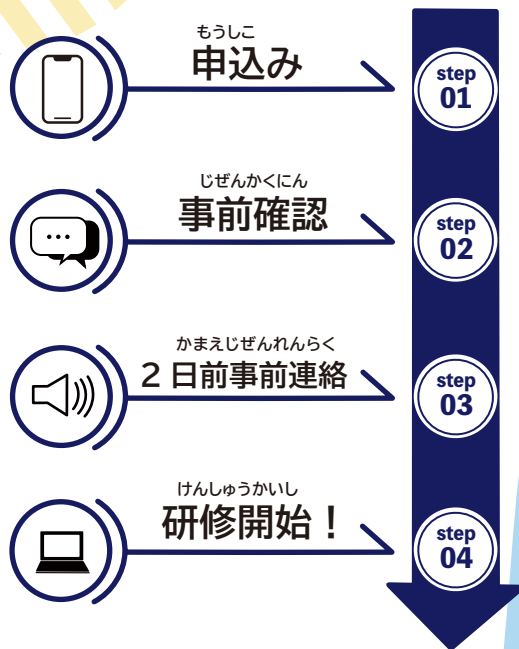 もうしこ
申込み
step
01
じぜんかくにん
事前確認
step
02
かまえじぜんれんらく
2日前事前連絡
step
03
けんしゅうかいし
研修開始！
step
04